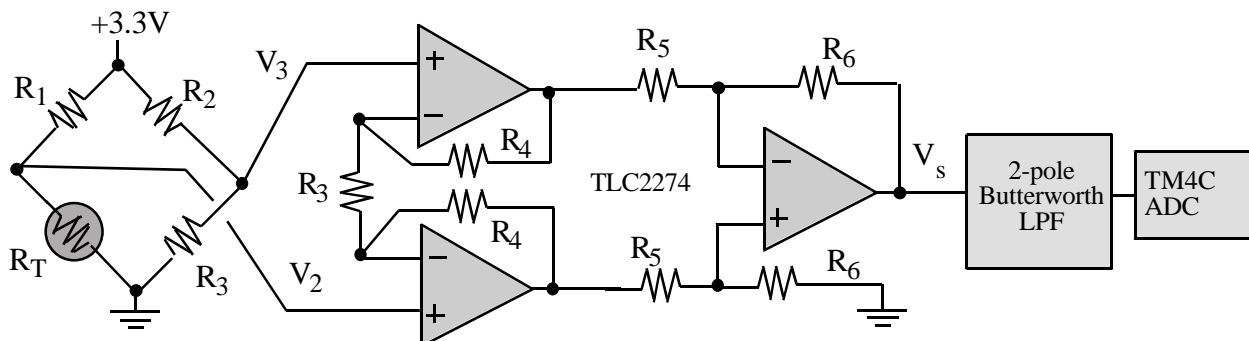 +3.3V
R1
R2
V3
+
−
R4
R3
R4
TLC2274
−
+
R5
R6
−
+
Vs
2-pole
Butterworth
LPF
TM4C
ADC
RT
R3
V2
R5
R6